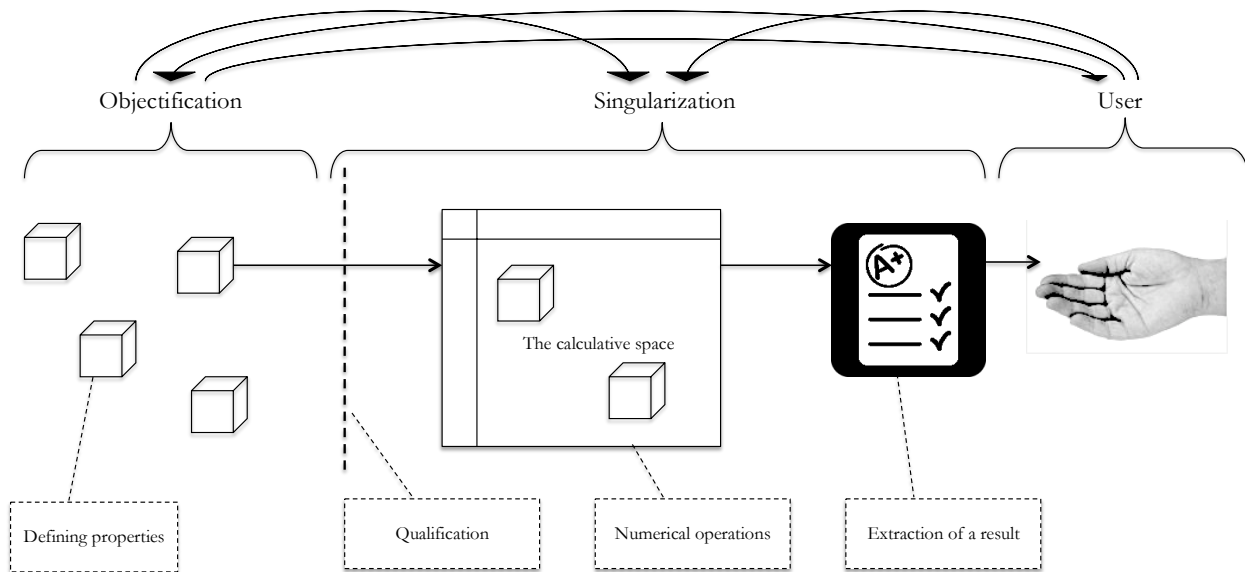 Objectification
Singularization
User
A+
The calculative space
Defining properties
Qualification
Numerical operations
Extraction of a result